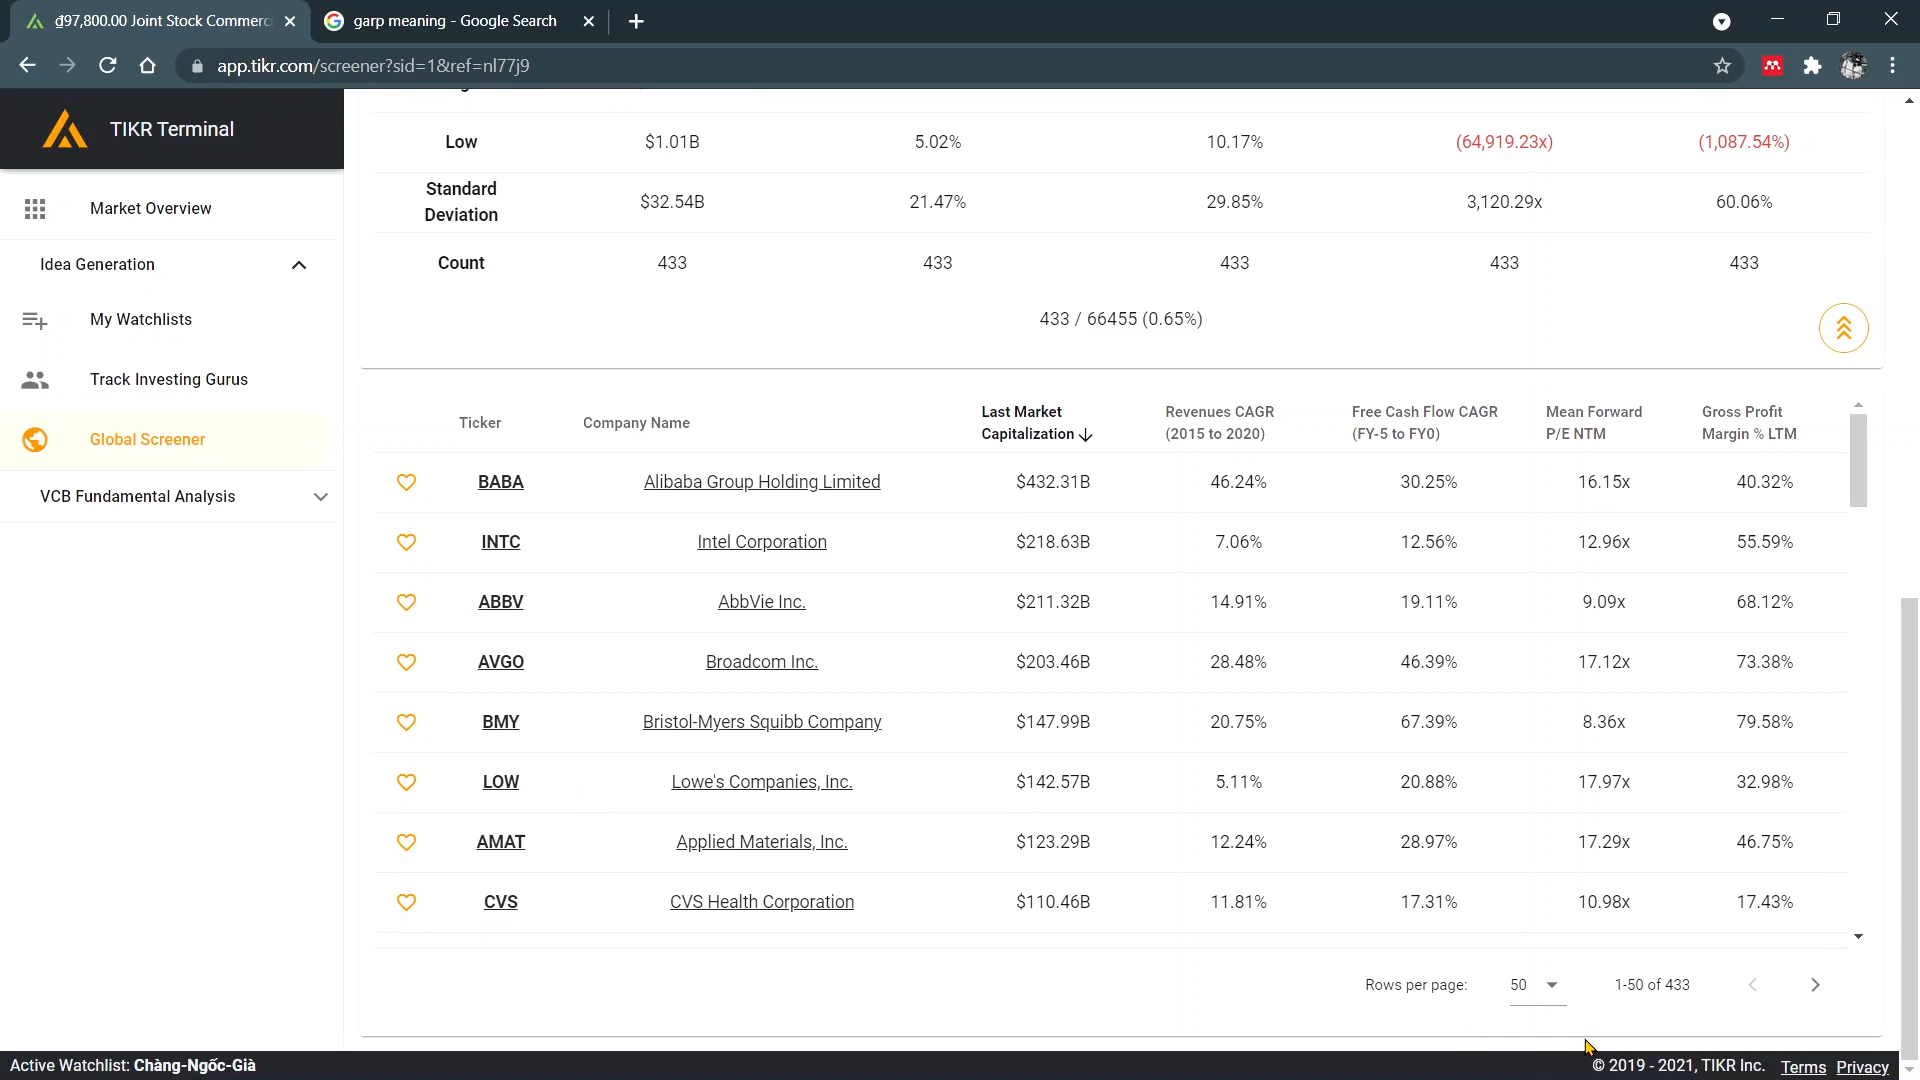 ₫97,800.00 Joint Stock Commerci
garp meaning - Google Search
app.tikr.com/screener?sid=1&ref=nl77j9
TIKR Terminal
Market Overview
Idea Generation
My Watchlists
Track Investing Gurus
Global Screener
VCB Fundamental Analysis
Low $1.01B 5.02% 10.17% (64,919.23x) (1,087.54%)
Standard
Deviation $32.54B 21.47% 29.85% 3,120.29x 60.06%
Count 433 433 433 433 433
433 / 66455 (0.65%)
Ticker Company Name Last Market Capitalization Revenues CAGR (2015 to 2020) Free Cash Flow CAGR (FY-5 to FY0) Mean Forward P/E NTM Gross Profit Margin % LTM
BABA Alibaba Group Holding Limited $432.31B 46.24% 30.25% 16.15x 40.32%
INTC Intel Corporation $218.63B 7.06% 12.56% 12.96x 55.59%
ABBV AbbVie Inc. $211.32B 14.91% 19.11% 9.09x 68.12%
AVGO Broadcom Inc. $203.46B 28.48% 46.39% 17.12x 73.38%
BMY Bristol-Myers Squibb Company $147.99B 20.75% 67.39% 8.36x 79.58%
LOW Lowe's Companies, Inc. $142.57B 5.11% 20.88% 17.97x 32.98%
AMAT Applied Materials, Inc. $123.29B 12.24% 28.97% 17.29x 46.75%
CVS CVS Health Corporation $110.46B 11.81% 17.31% 10.98x 17.43%
Rows per page: 50 1-50 of 433
Active Watchlist: Chàng-Ngốc-Già
© 2019 - 2021, TIKR Inc. Terms Privacy